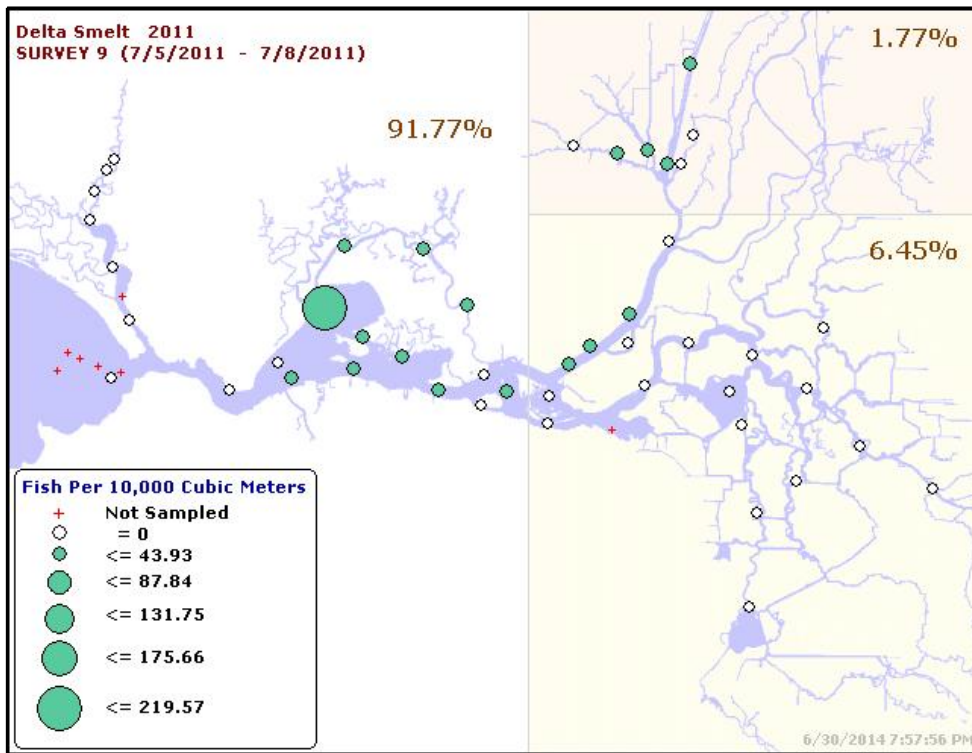 Delta Smelt 2011
SURVEY 9 (7/5/2011 - 7/8/2011)
91.77%
1.77%
6.45%
Fish Per 10,000 Cubic Meters
Not Sampled
= 0
<= 43.93
<= 87.84
<= 131.75
<= 175.66
<= 219.57
6/30/2014 7:57:56 PM